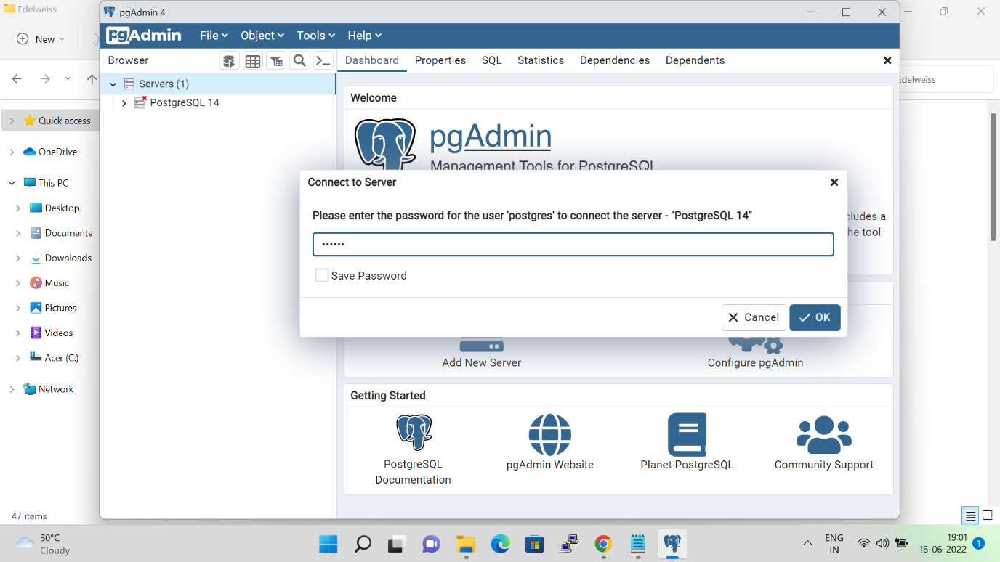 Edelweiss
pgAdmin 4
New
pgAdmin
File Object Tools Help
Browser
Dashboard Properties SQL Statistics Dependencies Dependents
Servers (1)
PostgreSQL 14
Edelweiss
Welcome
Quick access
OneDrive
This PC
Desktop
Documents
Downloads
Music
Pictures
Videos
Acer (C:)
Network
pgAdmin
Management Tools for PostgreSQL
Connect to Server
Please enter the password for the user 'postgres' to connect the server - "PostgreSQL 14"
••••••
Save Password
Cancel OK
cludes a
he tool
Add New Server
Configure pgAdmin
Getting Started
PostgreSQL
Documentation
pgAdmin Website
Planet PostgreSQL
Community Support
47 items
30°C
Cloudy
ENG
IN
19:01
16-06-2022
1